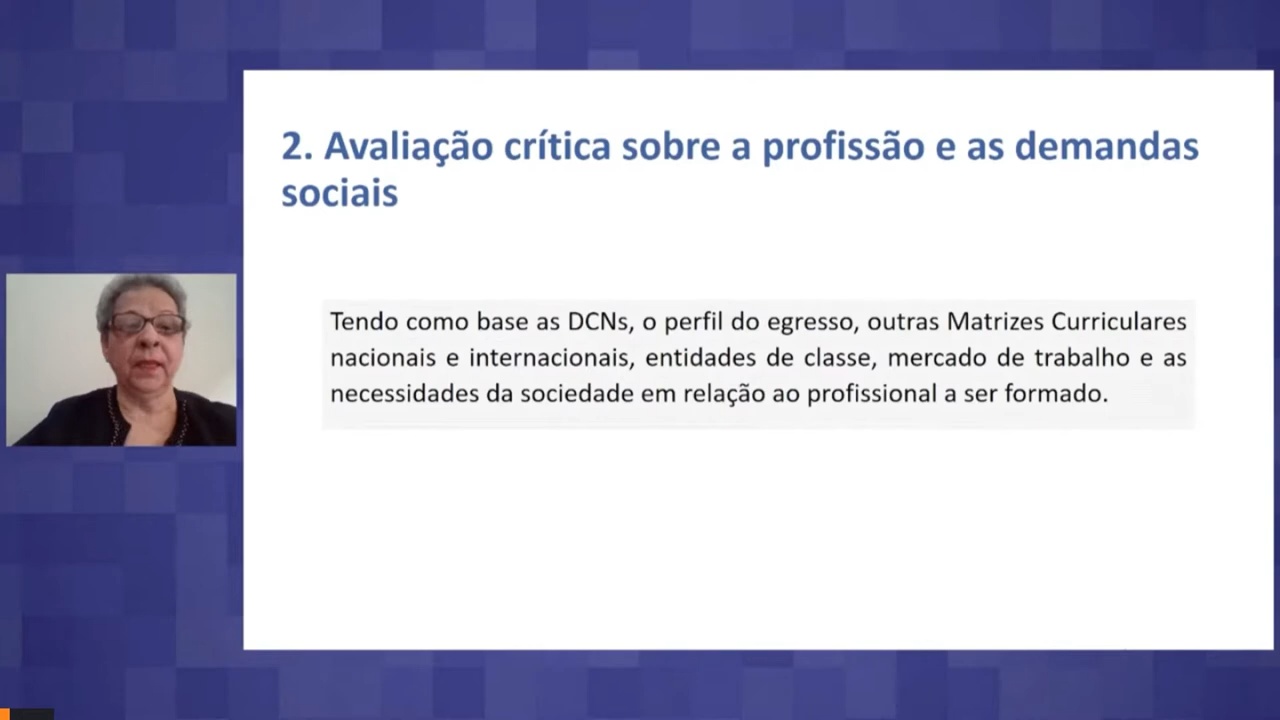 2. Avaliação crítica sobre a profissão e as demandas
sociais
Tendo como base as DCNs, o perfil do egresso, outras Matrizes Curriculares
nacionais e internacionais, entidades de classe, mercado de trabalho e as
necessidades da sociedade em relação ao profissional a ser formado.